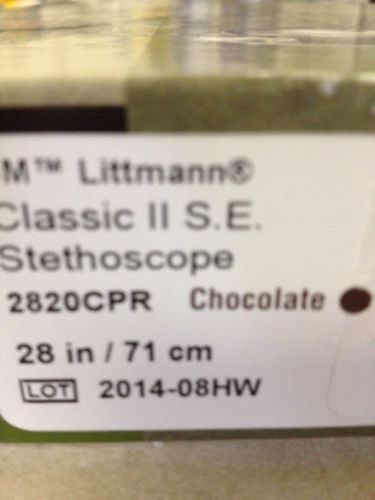 M™ Littmann®
Classic II S.E.
Stethoscope
2820CPR Chocolate
28 in / 71 cm
LOT 2014-08HW